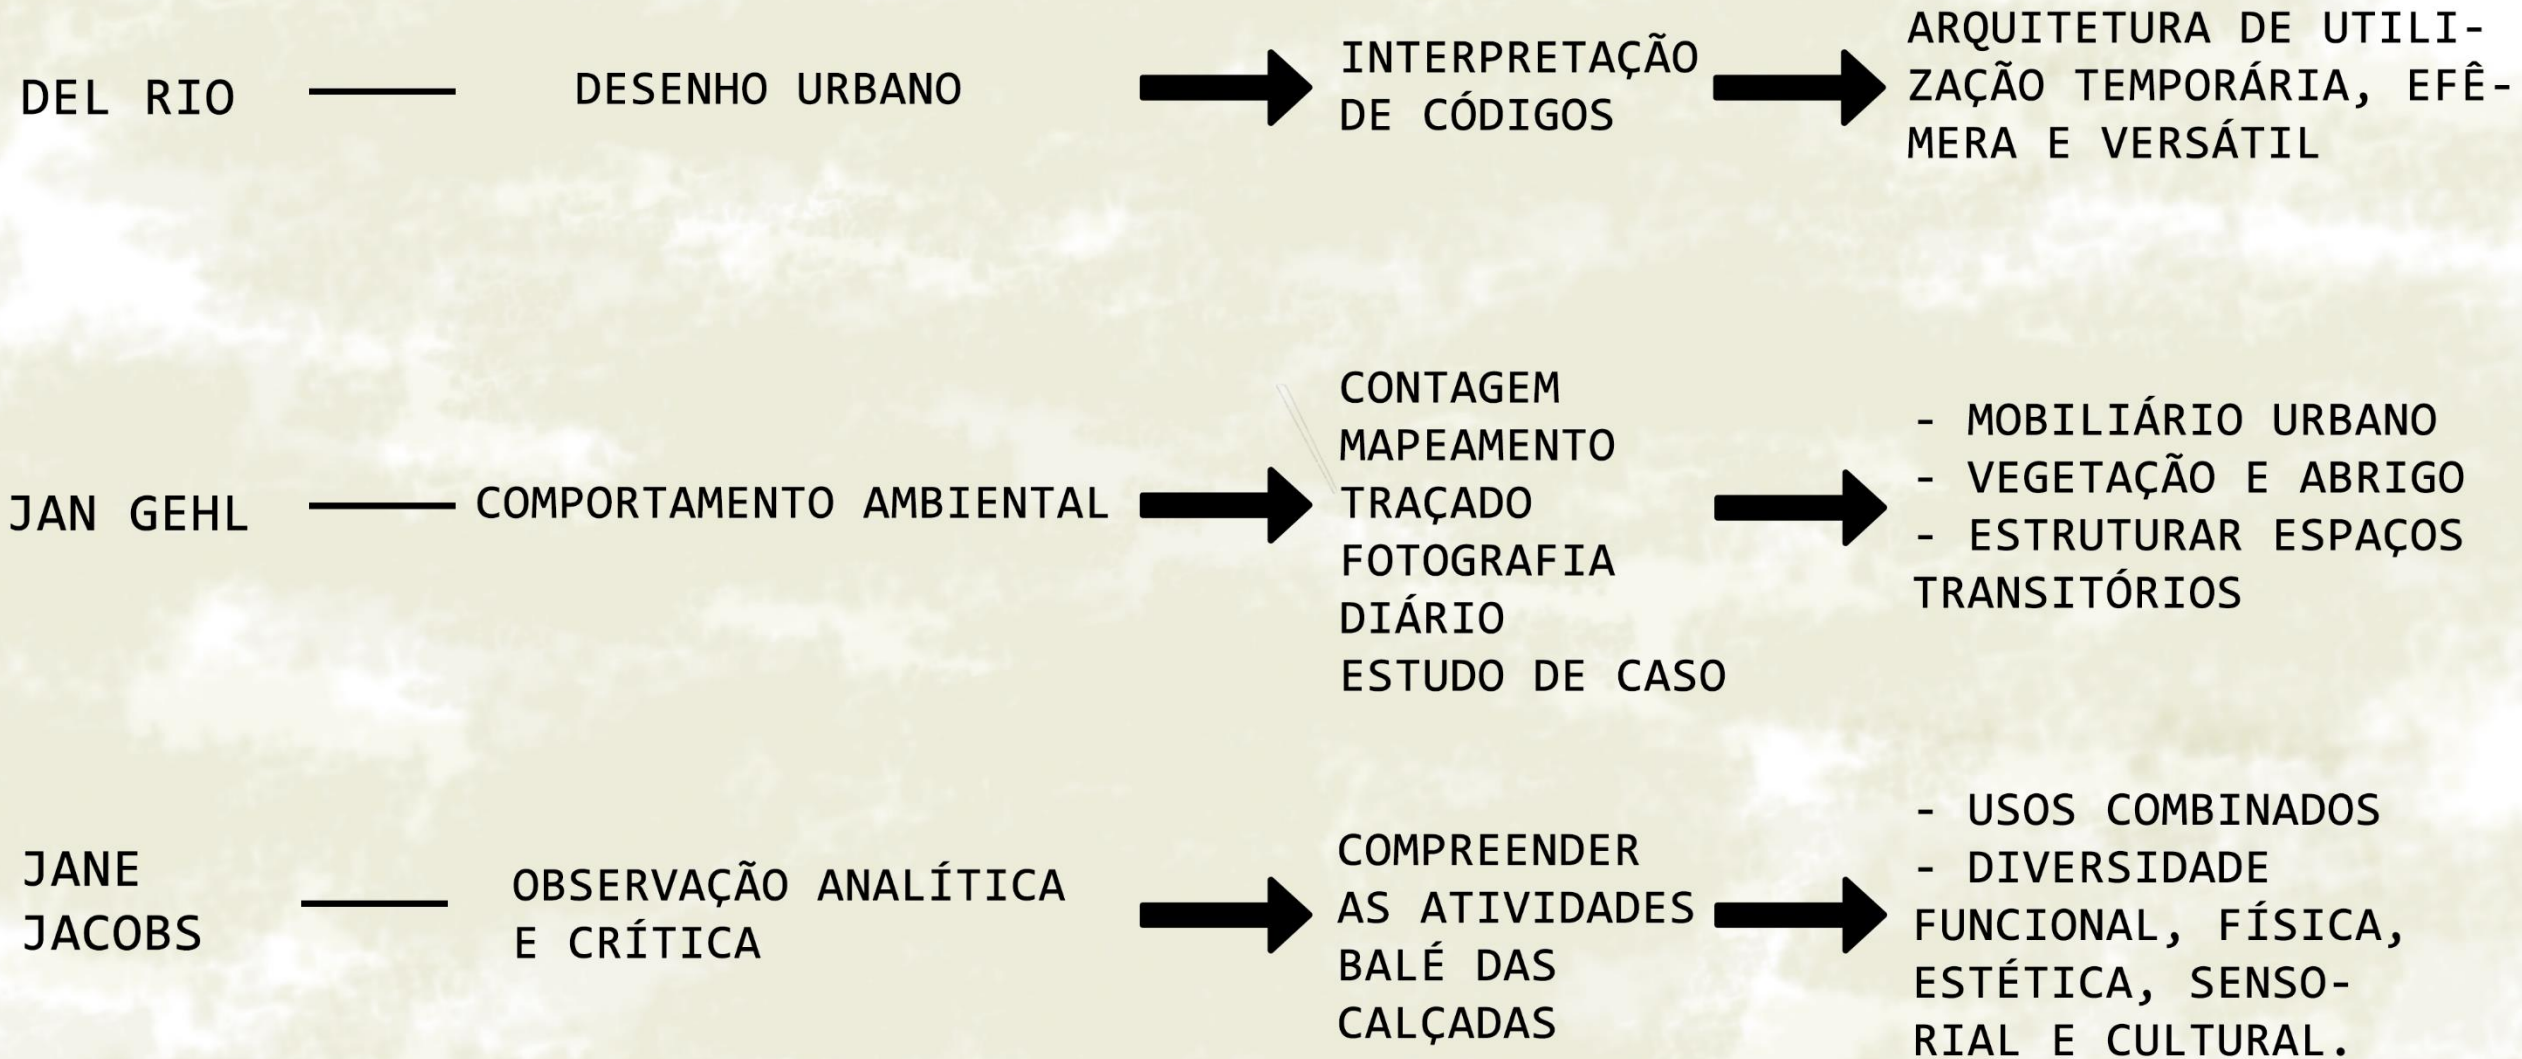 DEL RIO
DESENHO URBANO
INTERPRETAÇÃO
DE CÓDIGOS
ARQUITETURA DE UTILI-
ZAÇÃO TEMPORÁRIA, EFÊ-
MERA E VERSÁTIL
JAN GEHL
COMPORTAMENTO AMBIENTAL
CONTAGEM
MAPEAMENTO
TRAÇADO
FOTOGRAFIA
DIÁRIO
ESTUDO DE CASO
- MOBILIÁRIO URBANO
- VEGETAÇÃO E ABRIGO
- ESTRUTURAR ESPAÇOS
TRANSITÓRIOS
JANE
JACOBS
OBSERVAÇÃO ANALÍTICA
E CRÍTICA
COMPREENDER
AS ATIVIDADES
BALÉ DAS
CALÇADAS
- USOS COMBINADOS
- DIVERSIDADE
FUNCIONAL, FÍSICA,
ESTÉTICA, SENSO-
RIAL E CULTURAL.